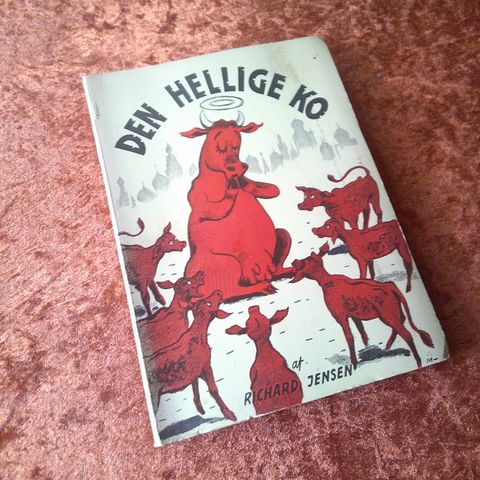 DEN HELLIGE KO
af
RICHARD JENSEN
M-